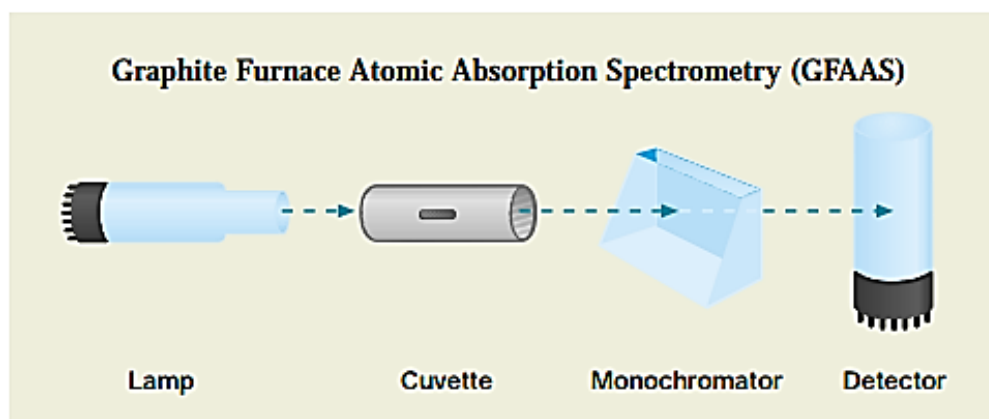 Graphite Furnace Atomic Absorption Spectrometry (GFAAS)
Lamp
Cuvette
Monochromator
Detector